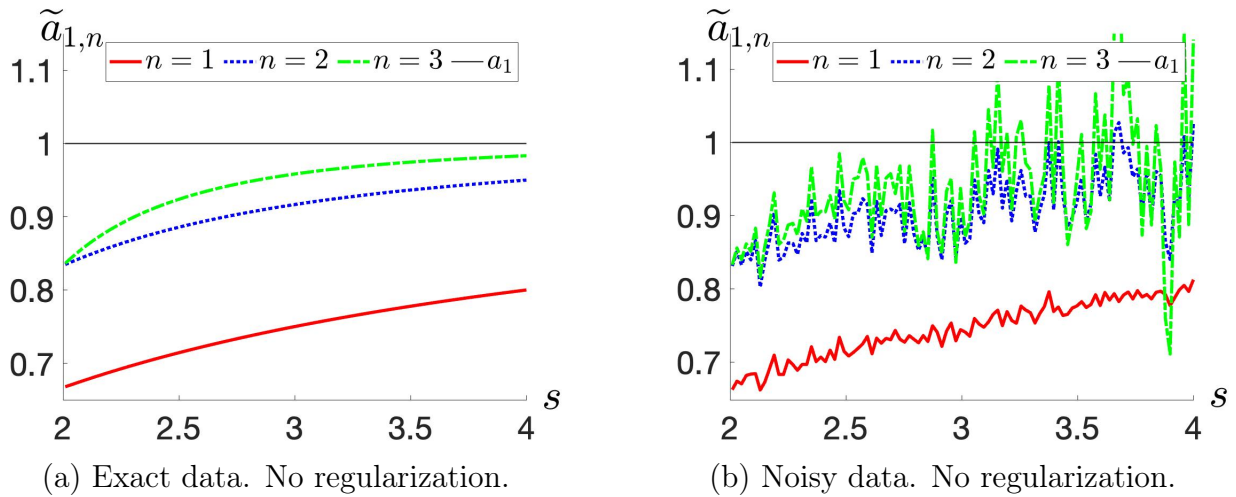 ã₁,ₙ
n = 1 n = 2 n = 3 a₁
1.1
1
0.9
0.8
0.7
2 2.5 3 3.5 4
s
(a) Exact data. No regularization.
ã₁,ₙ
n = 1 n = 2 n = 3 a₁
1.1
1
0.9
0.8
0.7
2 2.5 3 3.5 4
s
(b) Noisy data. No regularization.